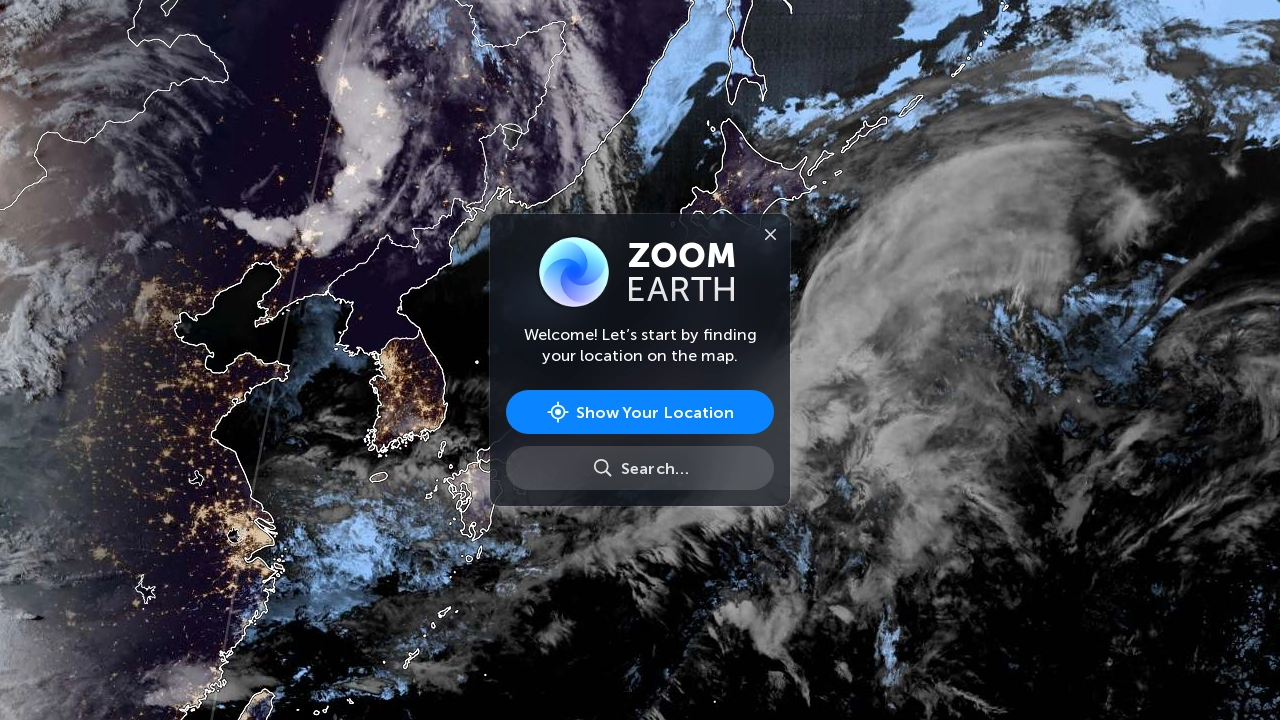 ZOOM
EARTH
Welcome! Let’s start by finding
your location on the map.
Show Your Location
Search...